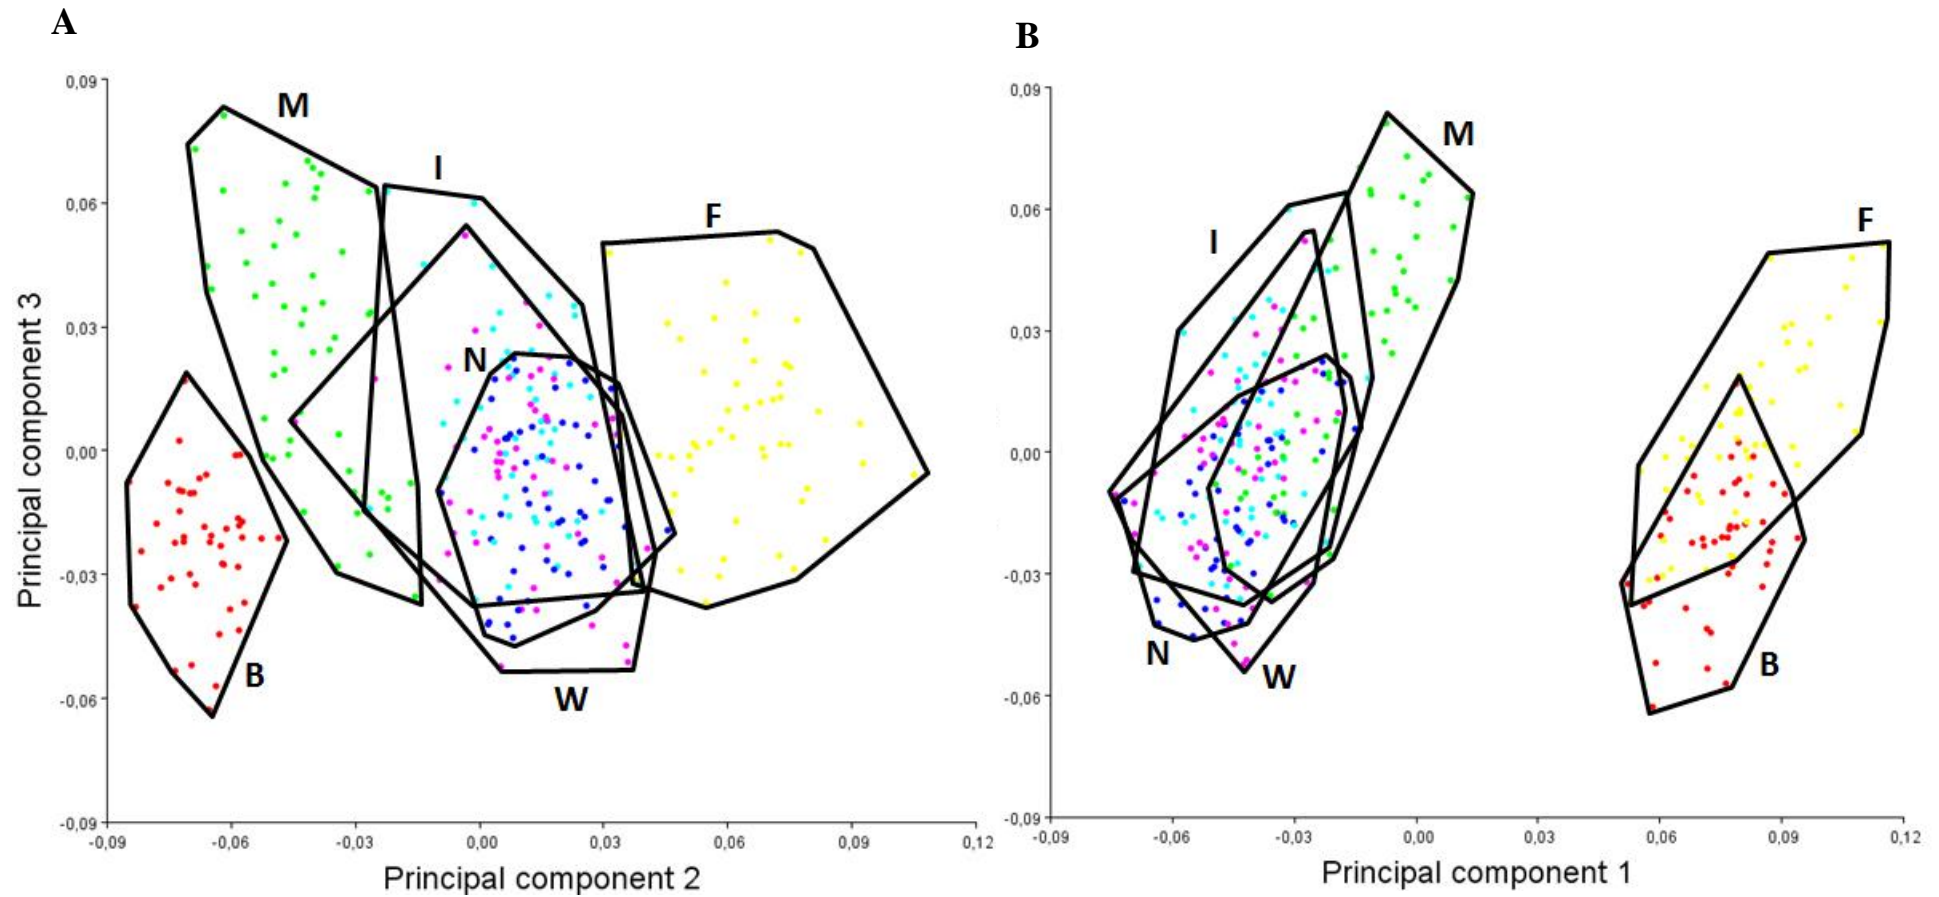 A
B
0,09
0,06
0,03
0,00
-0,03
-0,06
-0,09
-0,09
-0,06
-0,03
0,00
0,03
0,06
0,09
0,12
Principal component 3
Principal component 2
M
I
F
N
B
W
0,09
0,06
0,03
0,00
-0,03
-0,06
-0,09
-0,09
-0,06
-0,03
0,00
0,03
0,06
0,09
0,12
Principal component 1
M
I
F
N
W
B